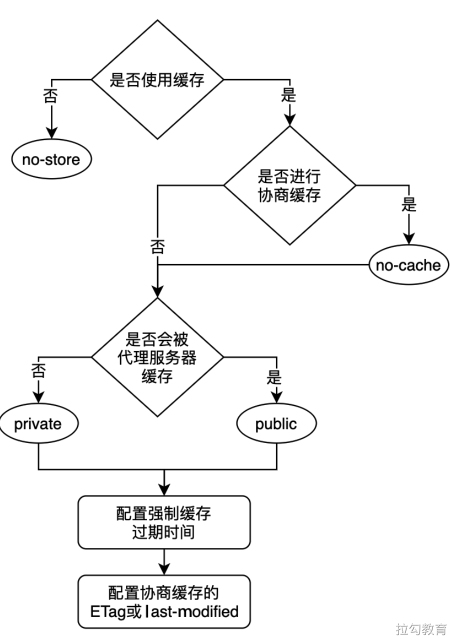 是否使用缓存
否
是
no-store
是否进行
协商缓存
是
否
no-cache
是否会被
代理服务器
缓存
否
是
private
public
配置强制缓存
过期时间
配置协商缓存的
ETag或last-modified
拉勾教育